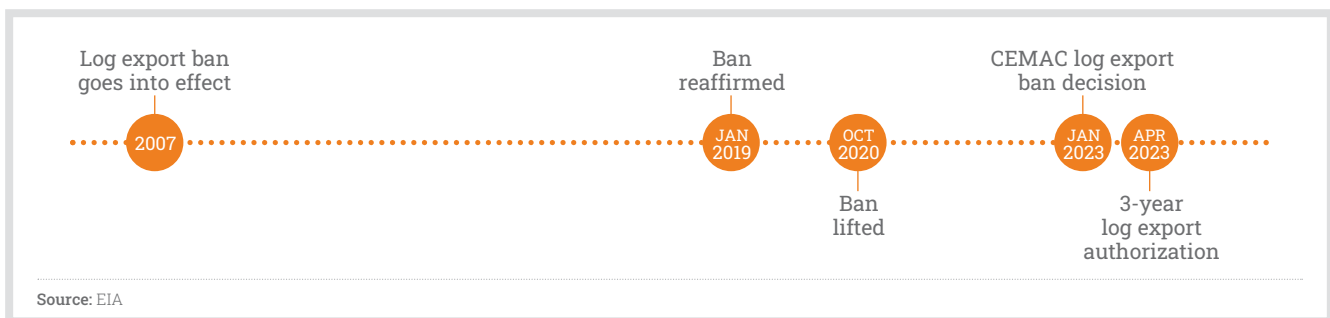 Log export ban
goes into effect
2007
Ban
reaffirmed
JAN
2019
OCT
2020
Ban
lifted
CEMAC log export
ban decision
JAN
2023
APR
2023
3-year
log export
authorization
Source: EIA